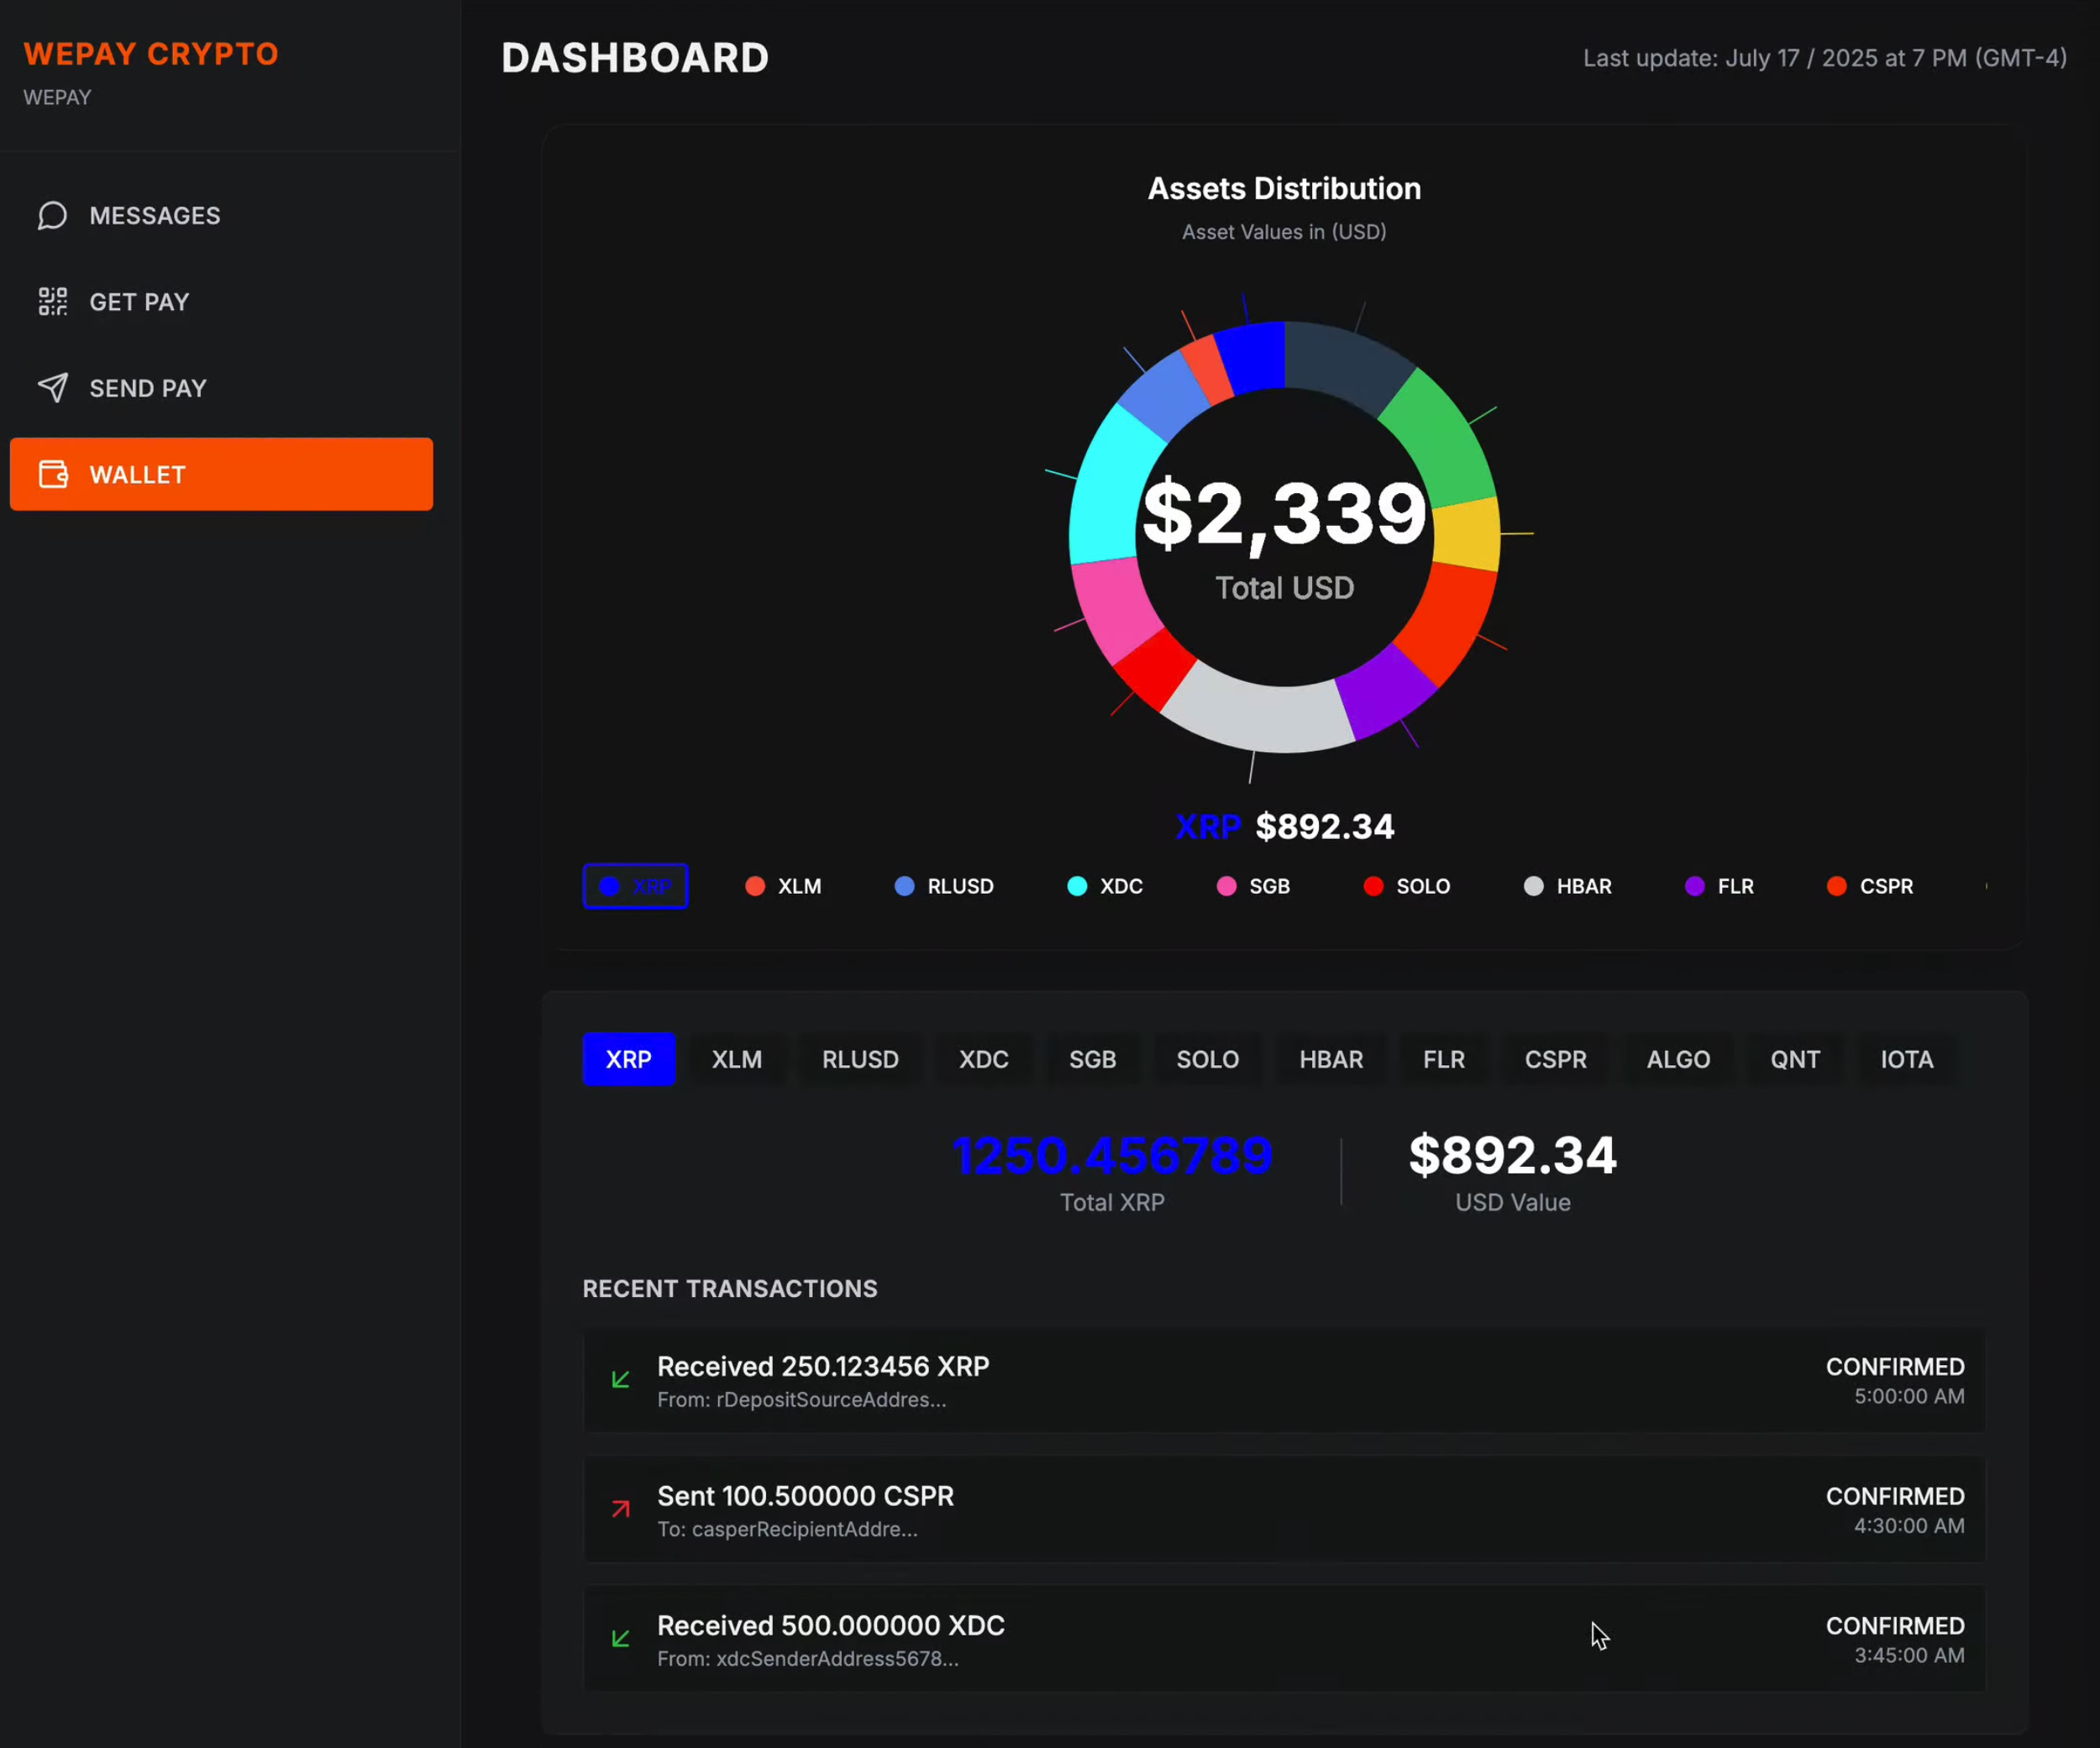 WEPAY CRYPTO
WEPAY
MESSAGES
GET PAY
SEND PAY
WALLET
DASHBOARD
Last update: July 17 / 2025 at 7 PM (GMT-4)
Assets Distribution
Asset Values in (USD)
$2,339
Total USD
XRP $892.34
XRP XLM RLUSD XDC SGB SOLO HBAR FLR CSPR
XRP XLM RLUSD XDC SGB SOLO HBAR FLR CSPR ALGO QNT IOTA
1250.456789 $892.34
Total XRP USD Value
RECENT TRANSACTIONS
Received 250.123456 XRP CONFIRMED
From: rDepositSourceAddres... 5:00:00 AM
Sent 100.500000 CSPR CONFIRMED
To: casperRecipientAddre... 4:30:00 AM
Received 500.000000 XDC CONFIRMED
From: xdcSenderAddress5678... 3:45:00 AM